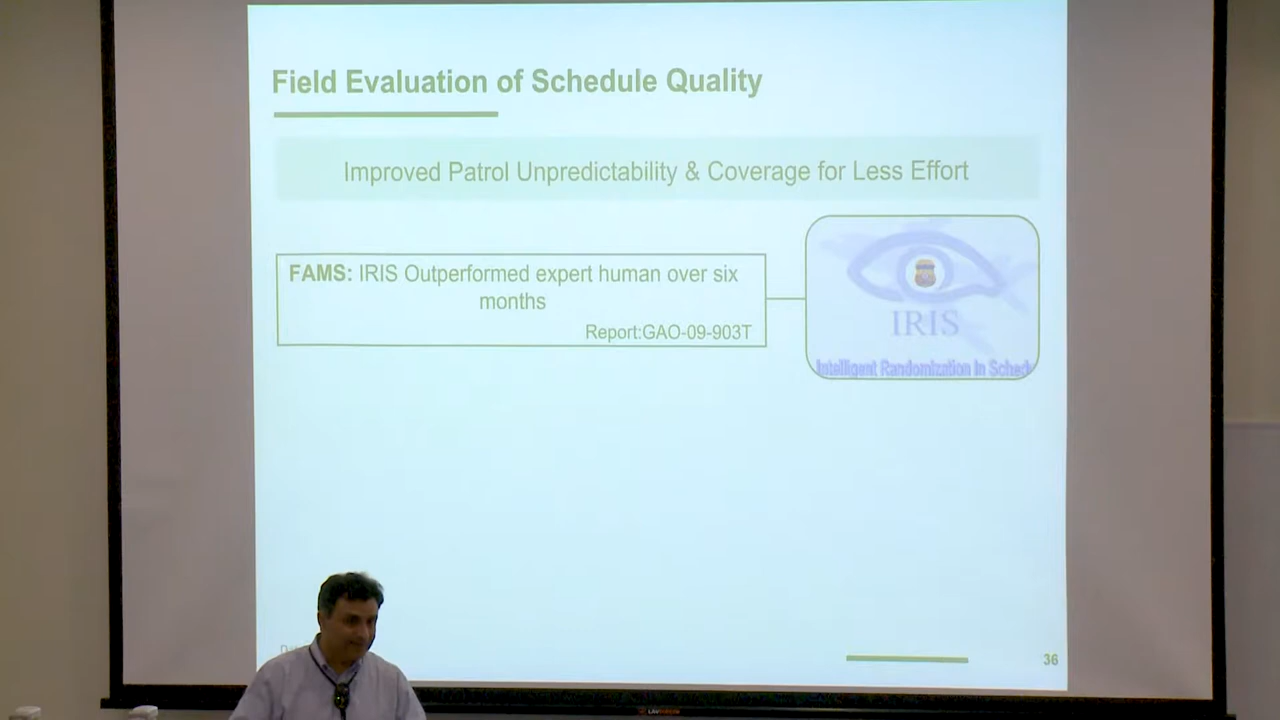 Field Evaluation of Schedule Quality
Improved Patrol Unpredictability & Coverage for Less Effort
FAMS: IRIS Outperformed expert human over six
months
Report:GAO-09-903T
IRIS
Intelligent Randomization In Sched
36